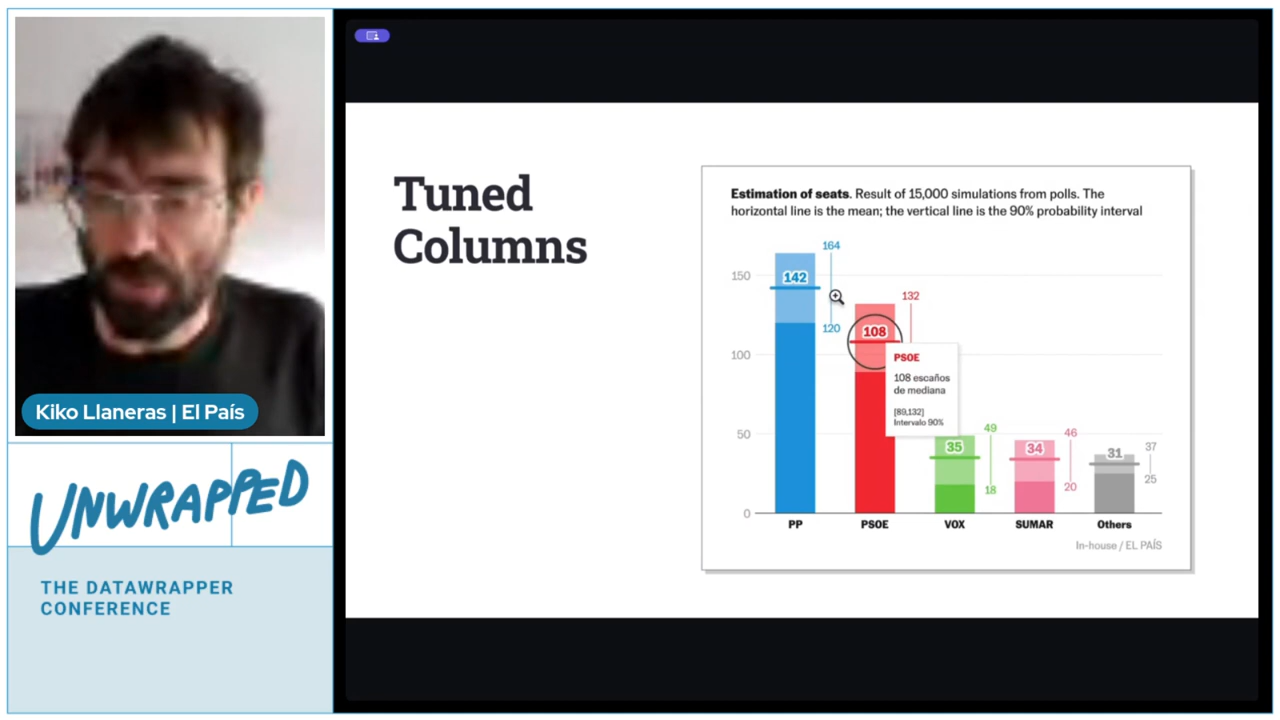 Kiko Llaneras | El País
UNWRAPPED
THE DATAWRAPPER
CONFERENCE
Tuned
Columns
Estimation of seats. Result of 15,000 simulations from polls. The
horizontal line is the mean; the vertical line is the 90% probability interval
164
150
142
132
120
108
100
PSOE
108 escaños
de mediana
[89,132]
Intervalo 90%
50
49
46
37
35
34
31
25
20
18
0
PP
PSOE
VOX
SUMAR
Others
In-house / EL PAÍS